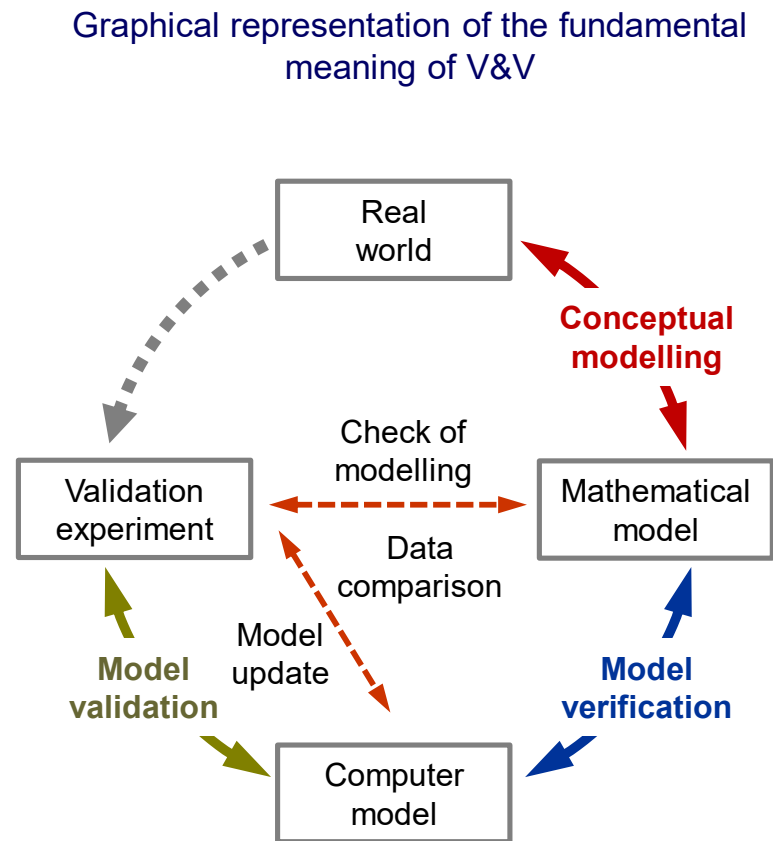 Graphical representation of the fundamental
meaning of V&V
Real
world
Conceptual
modelling
Check of
modelling
Validation
experiment
Mathematical
model
Data
comparison
Model
update
Model
validation
Model
verification
Computer
model